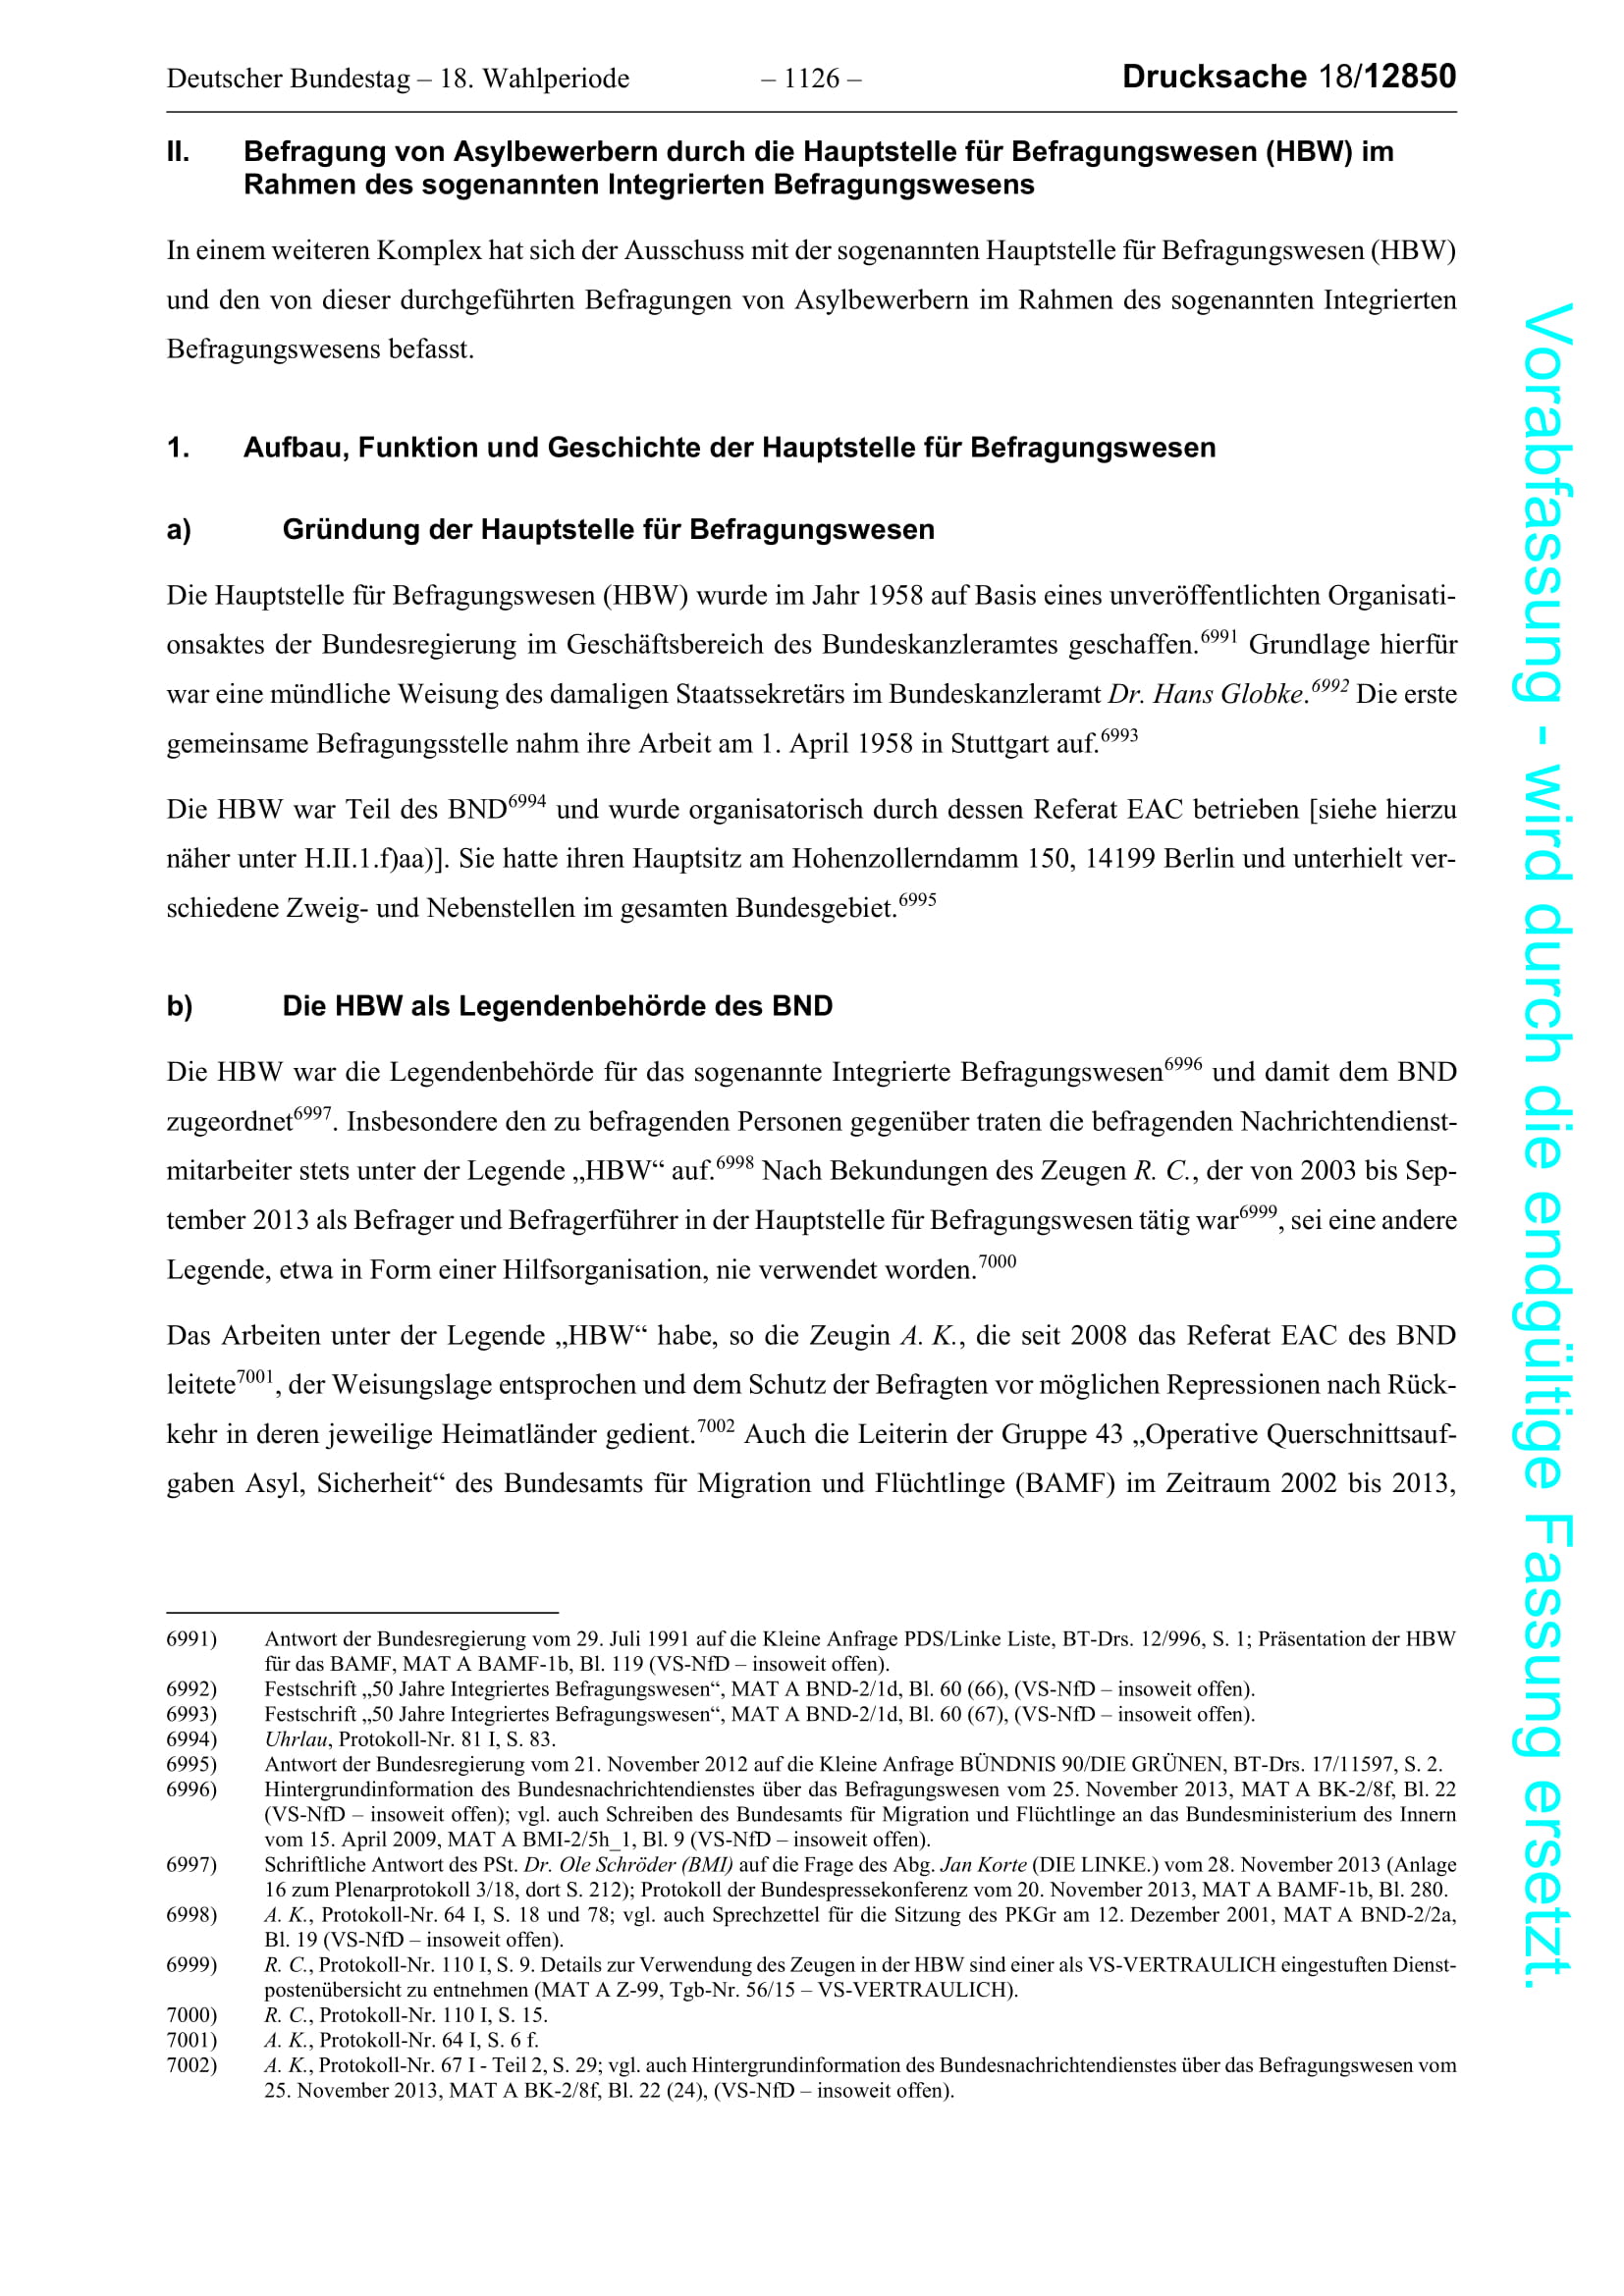 Deutscher Bundestag – 18. Wahlperiode – 1126 – Drucksache 18/12850
II. Befragung von Asylbewerbern durch die Hauptstelle für Befragungswesen (HBW) im
Rahmen des sogenannten Integrierten Befragungswesens
In einem weiteren Komplex hat sich der Ausschuss mit der sogenannten Hauptstelle für Befragungswesen (HBW)
und den von dieser durchgeführten Befragungen von Asylbewerbern im Rahmen des sogenannten Integrierten
Befragungswesens befasst.
1. Aufbau, Funktion und Geschichte der Hauptstelle für Befragungswesen
a) Gründung der Hauptstelle für Befragungswesen
Die Hauptstelle für Befragungswesen (HBW) wurde im Jahr 1958 auf Basis eines unveröffentlichten Organisati-
onsaktes der Bundesregierung im Geschäftsbereich des Bundeskanzleramtes geschaffen.6991 Grundlage hierfür
war eine mündliche Weisung des damaligen Staatssekretärs im Bundeskanzleramt Dr. Hans Globke.6992 Die erste
gemeinsame Befragungsstelle nahm ihre Arbeit am 1. April 1958 in Stuttgart auf.6993
Die HBW war Teil des BND6994 und wurde organisatorisch durch dessen Referat EAC betrieben [siehe hierzu
näher unter H.II.1.f)aa)]. Sie hatte ihren Hauptsitz am Hohenzollerndamm 150, 14199 Berlin und unterhielt ver-
schiedene Zweig- und Nebenstellen im gesamten Bundesgebiet.6995
b) Die HBW als Legendenbehörde des BND
Die HBW war die Legendenbehörde für das sogenannte Integrierte Befragungswesen6996 und damit dem BND
zugeordnet6997. Insbesondere den zu befragenden Personen gegenüber traten die befragenden Nachrichtendienst-
mitarbeiter stets unter der Legende „HBW“ auf.6998 Nach Bekundungen des Zeugen R. C., der von 2003 bis Sep-
tember 2013 als Befrager und Befragerführer in der Hauptstelle für Befragungswesen tätig war6999, sei eine andere
Legende, etwa in Form einer Hilfsorganisation, nie verwendet worden.7000
Das Arbeiten unter der Legende „HBW“ habe, so die Zeugin A. K., die seit 2008 das Referat EAC des BND
leitete7001, der Weisungslage entsprochen und dem Schutz der Befragten vor möglichen Repressionen nach Rück-
kehr in deren jeweilige Heimatländer gedient.7002 Auch die Leiterin der Gruppe 43 „Operative Querschnittsauf-
gaben Asyl, Sicherheit“ des Bundesamts für Migration und Flüchtlinge (BAMF) im Zeitraum 2002 bis 2013,
6991) Antwort der Bundesregierung vom 29. Juli 1991 auf die Kleine Anfrage PDS/Linke Liste, BT-Drs. 12/996, S. 1; Präsentation der HBW
für das BAMF, MAT A BAMF-1b, Bl. 119 (VS-NfD – insoweit offen).
6992) Festschrift „50 Jahre Integriertes Befragungswesen“, MAT A BND-2/1d, Bl. 60 (66), (VS-NfD – insoweit offen).
6993) Festschrift „50 Jahre Integriertes Befragungswesen“, MAT A BND-2/1d, Bl. 60 (67), (VS-NfD – insoweit offen).
6994) Uhrlau, Protokoll-Nr. 81 I, S. 83.
6995) Antwort der Bundesregierung vom 21. November 2012 auf die Kleine Anfrage BÜNDNIS 90/DIE GRÜNEN, BT-Drs. 17/11597, S. 2.
6996) Hintergrundinformation des Bundesnachrichtendienstes über das Befragungswesen vom 25. November 2013, MAT A BK-2/8f, Bl. 22
(VS-NfD – insoweit offen); vgl. auch Schreiben des Bundesamts für Migration und Flüchtlinge an das Bundesministerium des Innern
vom 15. April 2009, MAT A BMI-2/5h_1, Bl. 9 (VS-NfD – insoweit offen).
6997) Schriftliche Antwort des PSt. Dr. Ole Schröder (BMI) auf die Frage des Abg. Jan Korte (DIE LINKE.) vom 28. November 2013 (Anlage
16 zum Plenarprotokoll 3/18, dort S. 212); Protokoll der Bundespressekonferenz vom 20. November 2013, MAT A BAMF-1b, Bl. 280.
6998) A. K., Protokoll-Nr. 64 I, S. 18 und 78; vgl. auch Sprechzettel für die Sitzung des PKGr am 12. Dezember 2001, MAT A BND-2/2a,
Bl. 19 (VS-NfD – insoweit offen).
6999) R. C., Protokoll-Nr. 110 I, S. 9. Details zur Verwendung des Zeugen in der HBW sind einer als VS-VERTRAULICH eingestuften Dienst-
postenübersicht zu entnehmen (MAT A Z-99, Tgb-Nr. 56/15 – VS-VERTRAULICH).
7000) R. C., Protokoll-Nr. 110 I, S. 15.
7001) A. K., Protokoll-Nr. 64 I, S. 6 f.
7002) A. K., Protokoll-Nr. 67 I - Teil 2, S. 29; vgl. auch Hintergrundinformation des Bundesnachrichtendienstes über das Befragungswesen vom
25. November 2013, MAT A BK-2/8f, Bl. 22 (24), (VS-NfD – insoweit offen).
Vorabfassung - wird durch die endgültige Fassung ersetzt.